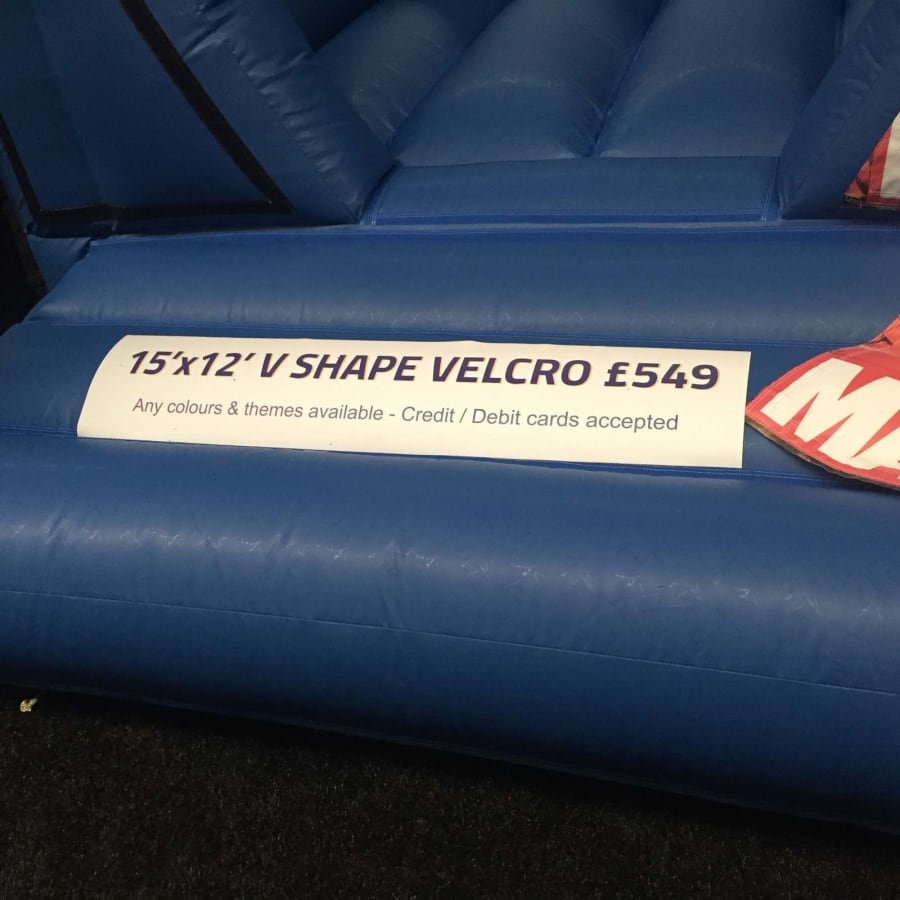 15'x12' V SHAPE VELCRO £549
Any colours & themes available - Credit / Debit cards accepted